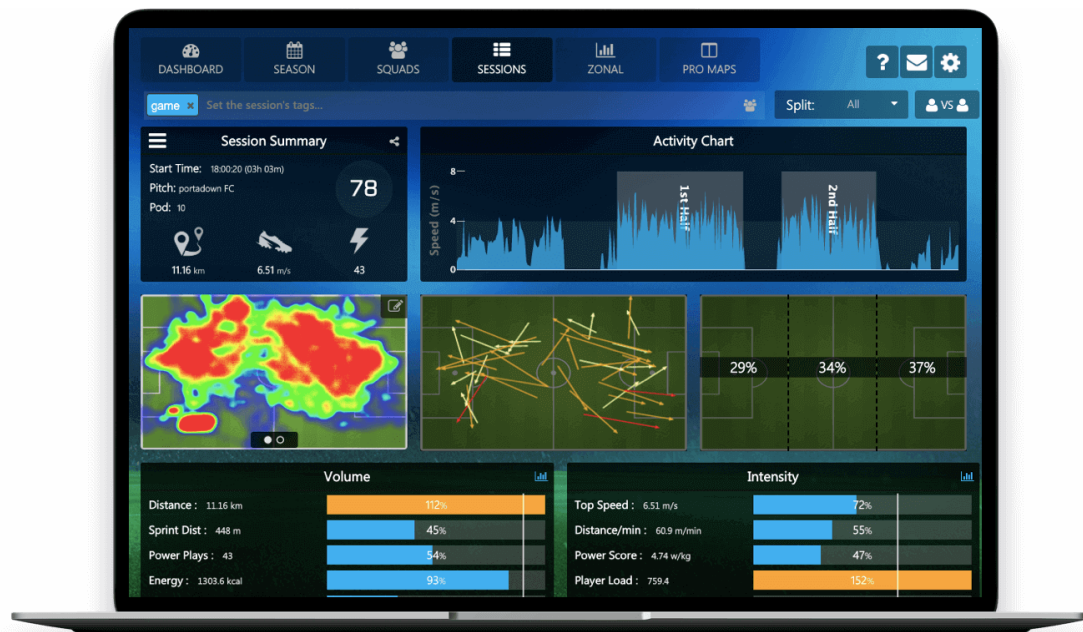 DASHBOARD
SEASON
SQUADS
SESSIONS
ZONAL
PRO MAPS
?
game × Set the session's tags...
Split: All
VS
Session Summary
Start Time: 18:00:20 (03h 03m)
Pitch: portadown FC
Pod: 10
78
11.16 km
6.51 m/s
43
Activity Chart
Speed (m/s)
8
4
0
1st Half
2nd Half
29%
34%
37%
Volume
Distance : 11.16 km 112%
Sprint Dist : 448 m 45%
Power Plays : 43 54%
Energy : 1303.6 kcal 93%
Intensity
Top Speed : 6.51 m/s 72%
Distance/min : 60.9 m/min 55%
Power Score : 4.74 w/kg 47%
Player Load : 759.4 152%